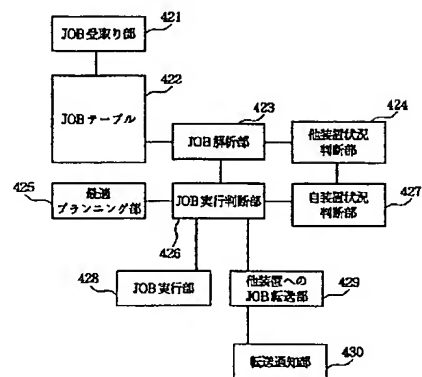 421
JOB受取り部
422
JOBテーブル
423
JOB解析部
424
他装置状況
判断部
425
最適
プランニング部
JOB実行判断部
426
自装置状況
判断部
427
428
JOB実行部
他装置への
JOB転送部
429
転送通知部
430